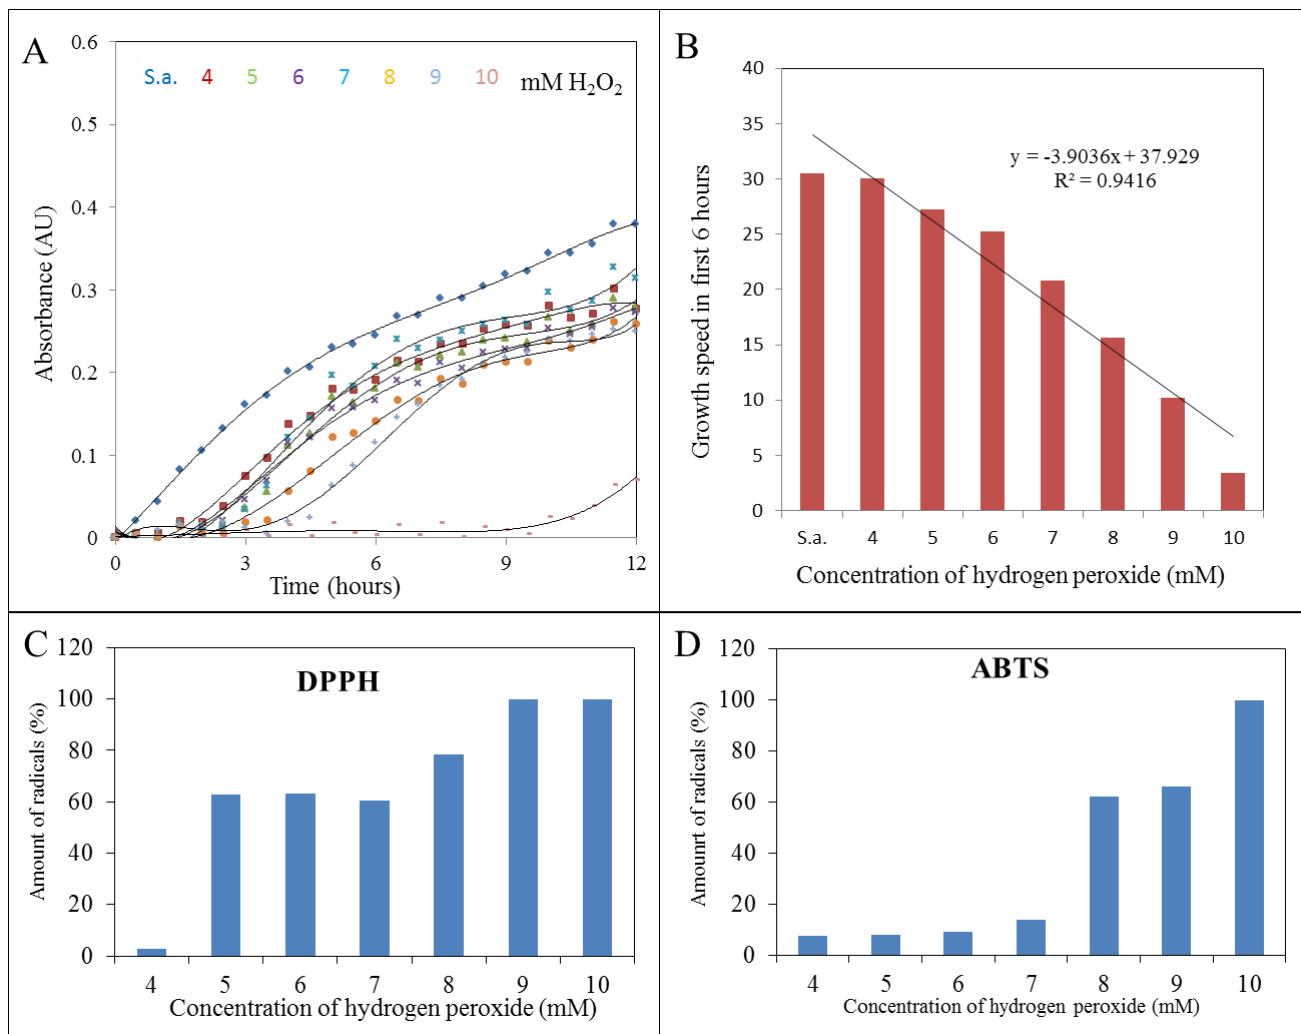 A
S.a. 4 5 6 7 8 9 10 mM H₂O₂
Absorbance (AU)
0.6
0.5
0.4
0.3
0.2
0.1
0
0 3 6 9 12
Time (hours)
B
Growth speed in first 6 hours
40
35
30
25
20
15
10
5
0
y = -3.9036x + 37.929
R² = 0.9416
S.a. 4 5 6 7 8 9 10
Concentration of hydrogen peroxide (mM)
C
DPPH
Amount of radicals (%)
120
100
80
60
40
20
0
4 5 6 7 8 9 10
Concentration of hydrogen peroxide (mM)
D
ABTS
Amounrt of radicals (%)
120
100
80
60
40
20
0
4 5 6 7 8 9 10
Concentration of hydrogen peroxide (mM)